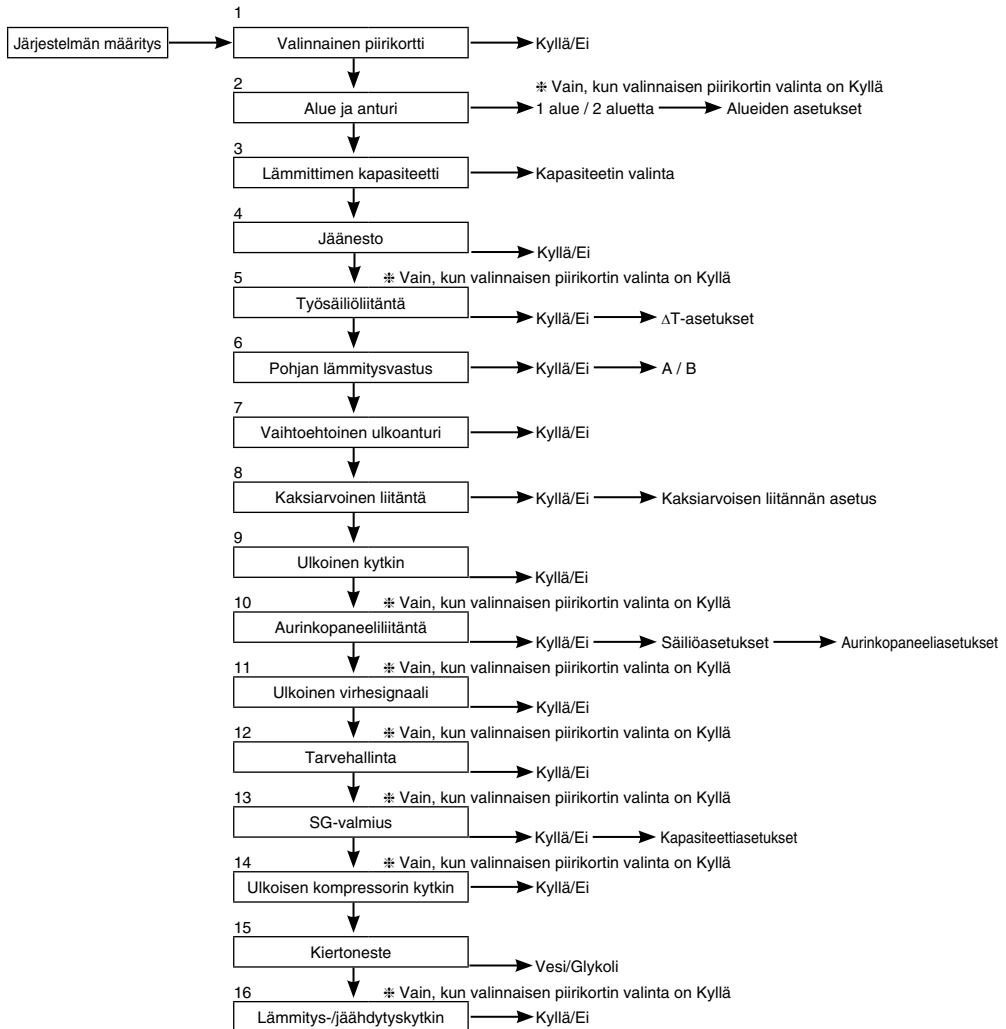 1
Järjestelmän määritys
Valinnainen piirikortti
Kyllä/Ei
2
⁜ Vain, kun valinnaisen piirikortin valinta on Kyllä
Alue ja anturi
1 alue / 2 aluetta
Alueiden asetukset
3
Lämmittimen kapasiteetti
Kapasiteetin valinta
4
Jäänesto
Kyllä/Ei
5
⁜ Vain, kun valinnaisen piirikortin valinta on Kyllä
Työsäiliöliitäntä
Kyllä/Ei
∆T-asetukset
6
Pohjan lämmitysvastus
Kyllä/Ei
A / B
7
Vaihtoehtoinen ulkoanturi
Kyllä/Ei
8
Kaksiarvoinen liitäntä
Kyllä/Ei
Kaksiarvoisen liitännän asetus
9
Ulkoinen kytkin
Kyllä/Ei
10
⁜ Vain, kun valinnaisen piirikortin valinta on Kyllä
Aurinkopaneeliliitäntä
Kyllä/Ei
Säiliöasetukset
Aurinkopaneeliasetukset
11
⁜ Vain, kun valinnaisen piirikortin valinta on Kyllä
Ulkoinen virhesignaali
Kyllä/Ei
12
⁜ Vain, kun valinnaisen piirikortin valinta on Kyllä
Tarvehallinta
Kyllä/Ei
13
⁜ Vain, kun valinnaisen piirikortin valinta on Kyllä
SG-valmius
Kyllä/Ei
Kapasiteettiasetukset
14
⁜ Vain, kun valinnaisen piirikortin valinta on Kyllä
Ulkoisen kompressorin kytkin
Kyllä/Ei
15
Kiertoneste
Vesi/Glykoli
16
⁜ Vain, kun valinnaisen piirikortin valinta on Kyllä
Lämmitys-/jäähdytyskytkin
Kyllä/Ei